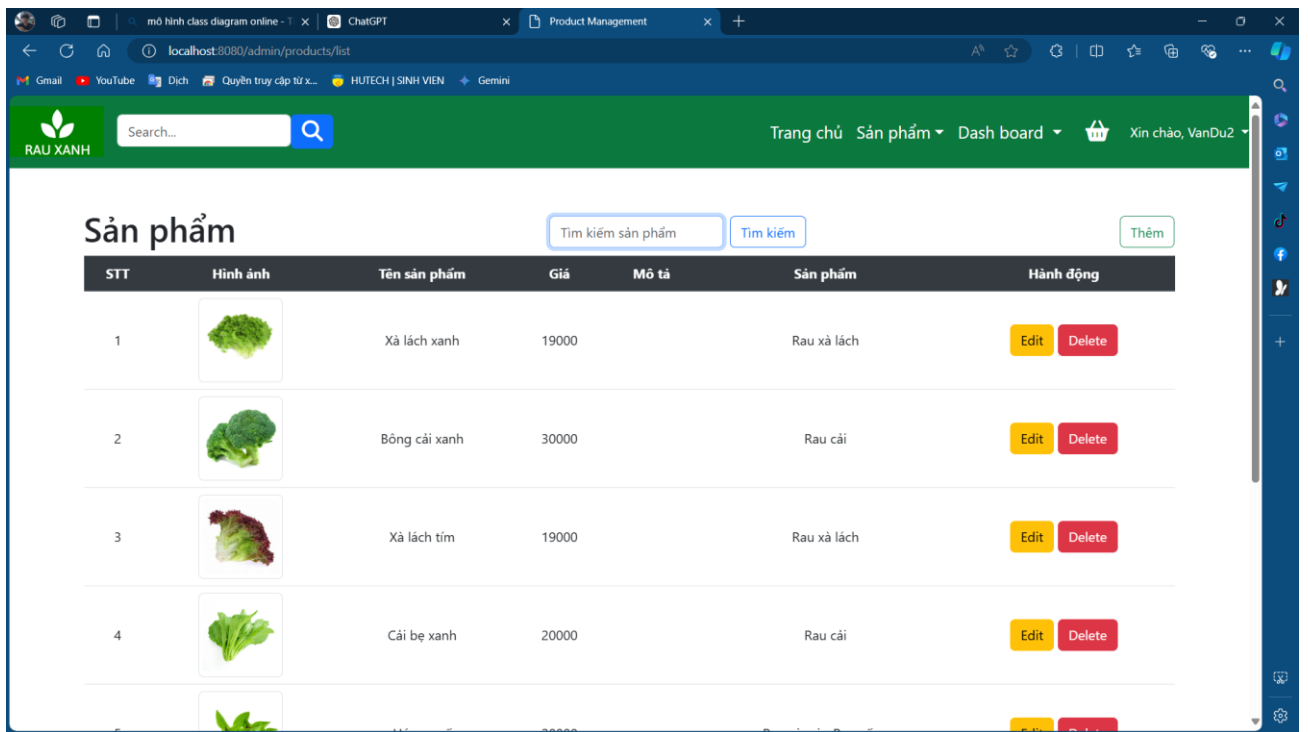 mô hình class diagram online - T
ChatGPT
Product Management
localhost:8080/admin/products/list
Gmail YouTube Dịch Quyền truy cập từ x... HUTECH | SINH VIEN Gemini
RAU XANH
Search...
Trang chủ Sản phẩm Dash board Xin chào, VanDu2
Sản phẩm
Tìm kiếm sản phẩm Tìm kiếm Thêm
STT Hình ảnh Tên sản phẩm Giá Mô tả Sản phẩm Hành động
1 Xà lách xanh 19000 Rau xà lách Edit Delete
2 Bông cải xanh 30000 Rau cải Edit Delete
3 Xà lách tím 19000 Rau xà lách Edit Delete
4 Cải bẹ xanh 20000 Rau cải Edit Delete